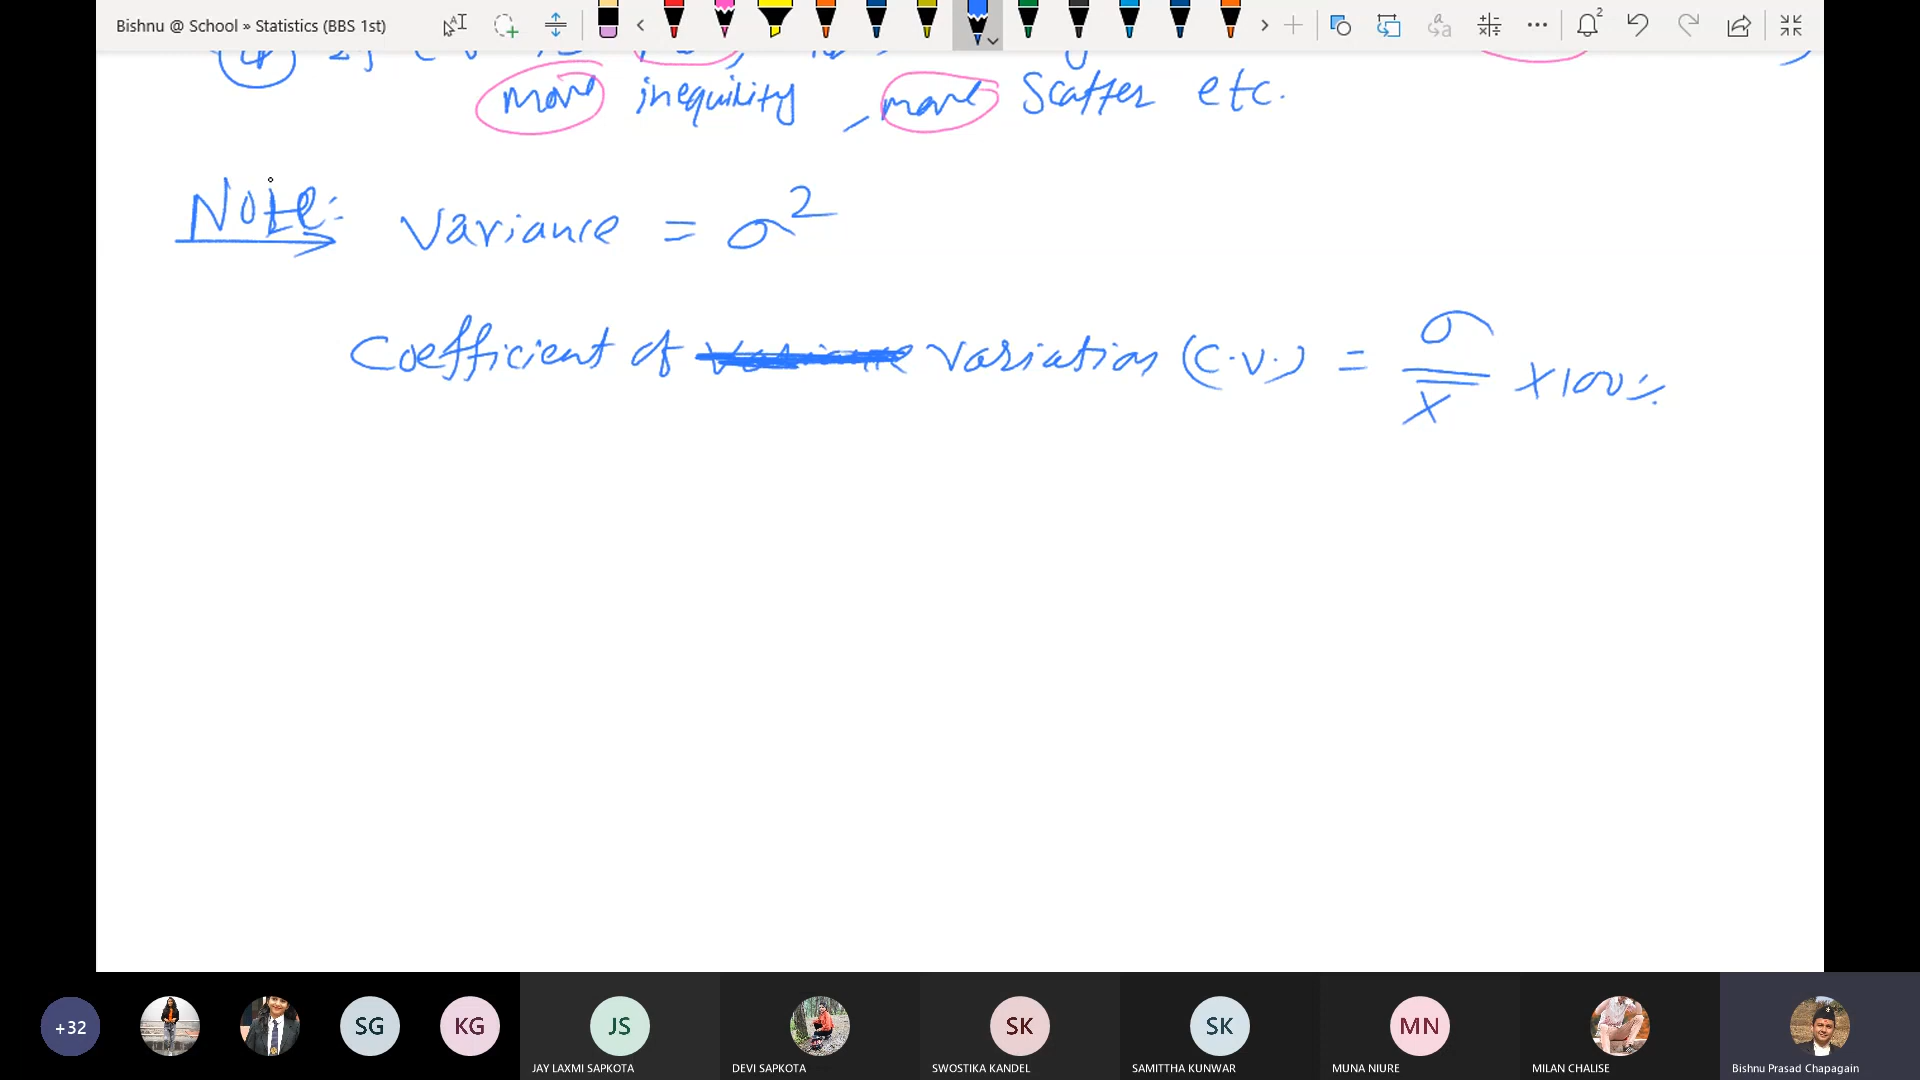 Bishnu @ School » Statistics (BBS 1st)
2
more inequility, more Scatter etc.
Note: Variance = σ²
Coefficient of Variation (C.V.) = σ/X̄ ×100%
+32
SG
KG
JS
SK
SK
MN
JAY LAXMI SAPKOTA
DEVI SAPKOTA
SWOSTIKA KANDEL
SAMITTHA KUNWAR
MUNA NIURE
MILAN CHALISE
Bishnu Prasad Chapagain